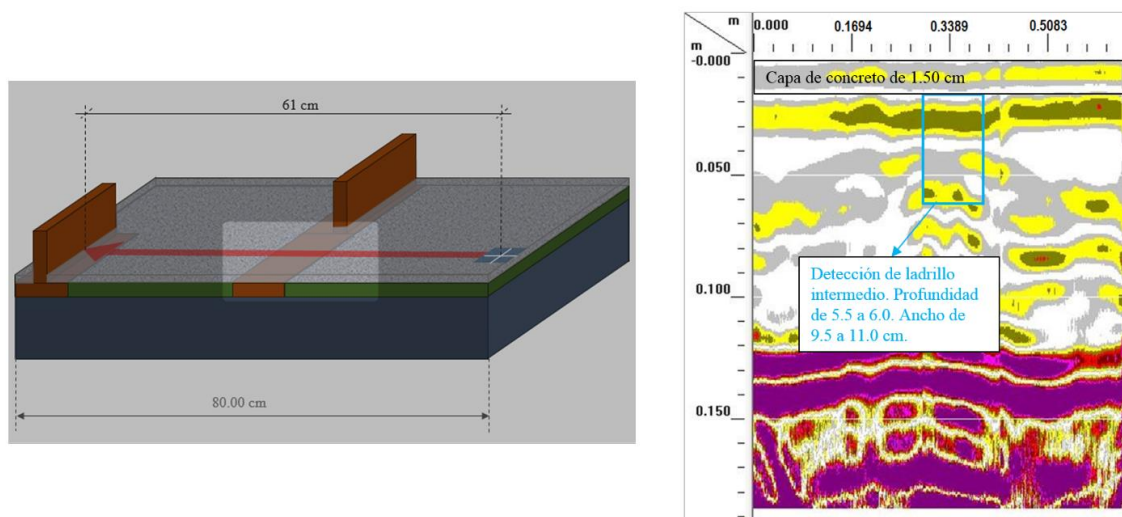 61 cm
80.00 cm
m
m
0.000 0.1694 0.3389 0.5083
-0.000
Capa de concreto de 1.50 cm
0.050
Detección de ladrillo
intermedio. Profundidad
de 5.5 a 6.0. Ancho de
9.5 a 11.0 cm.
0.100
0.150